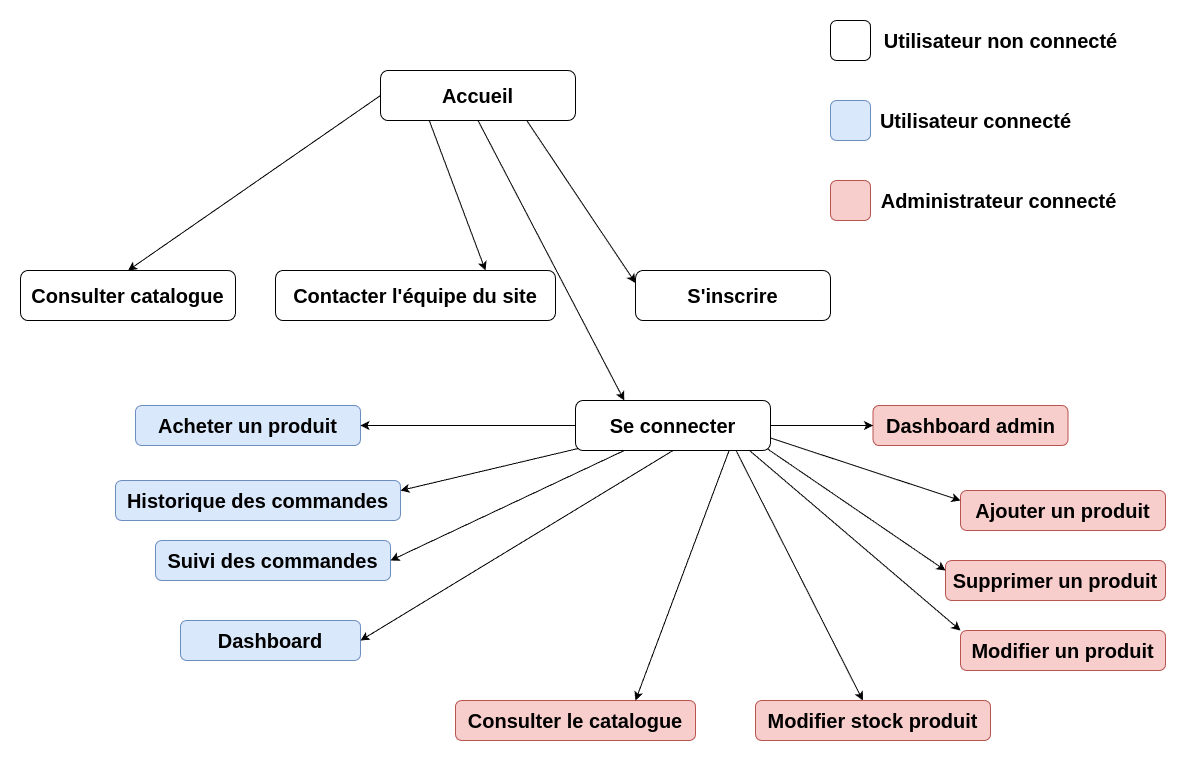 Utilisateur non connecté
Accueil
Utilisateur connecté
Administrateur connecté
Consulter catalogue
Contacter l'équipe du site
S'inscrire
Acheter un produit
Se connecter
Dashboard admin
Historique des commandes
Ajouter un produit
Suivi des commandes
Supprimer un produit
Dashboard
Modifier un produit
Consulter le catalogue
Modifier stock produit